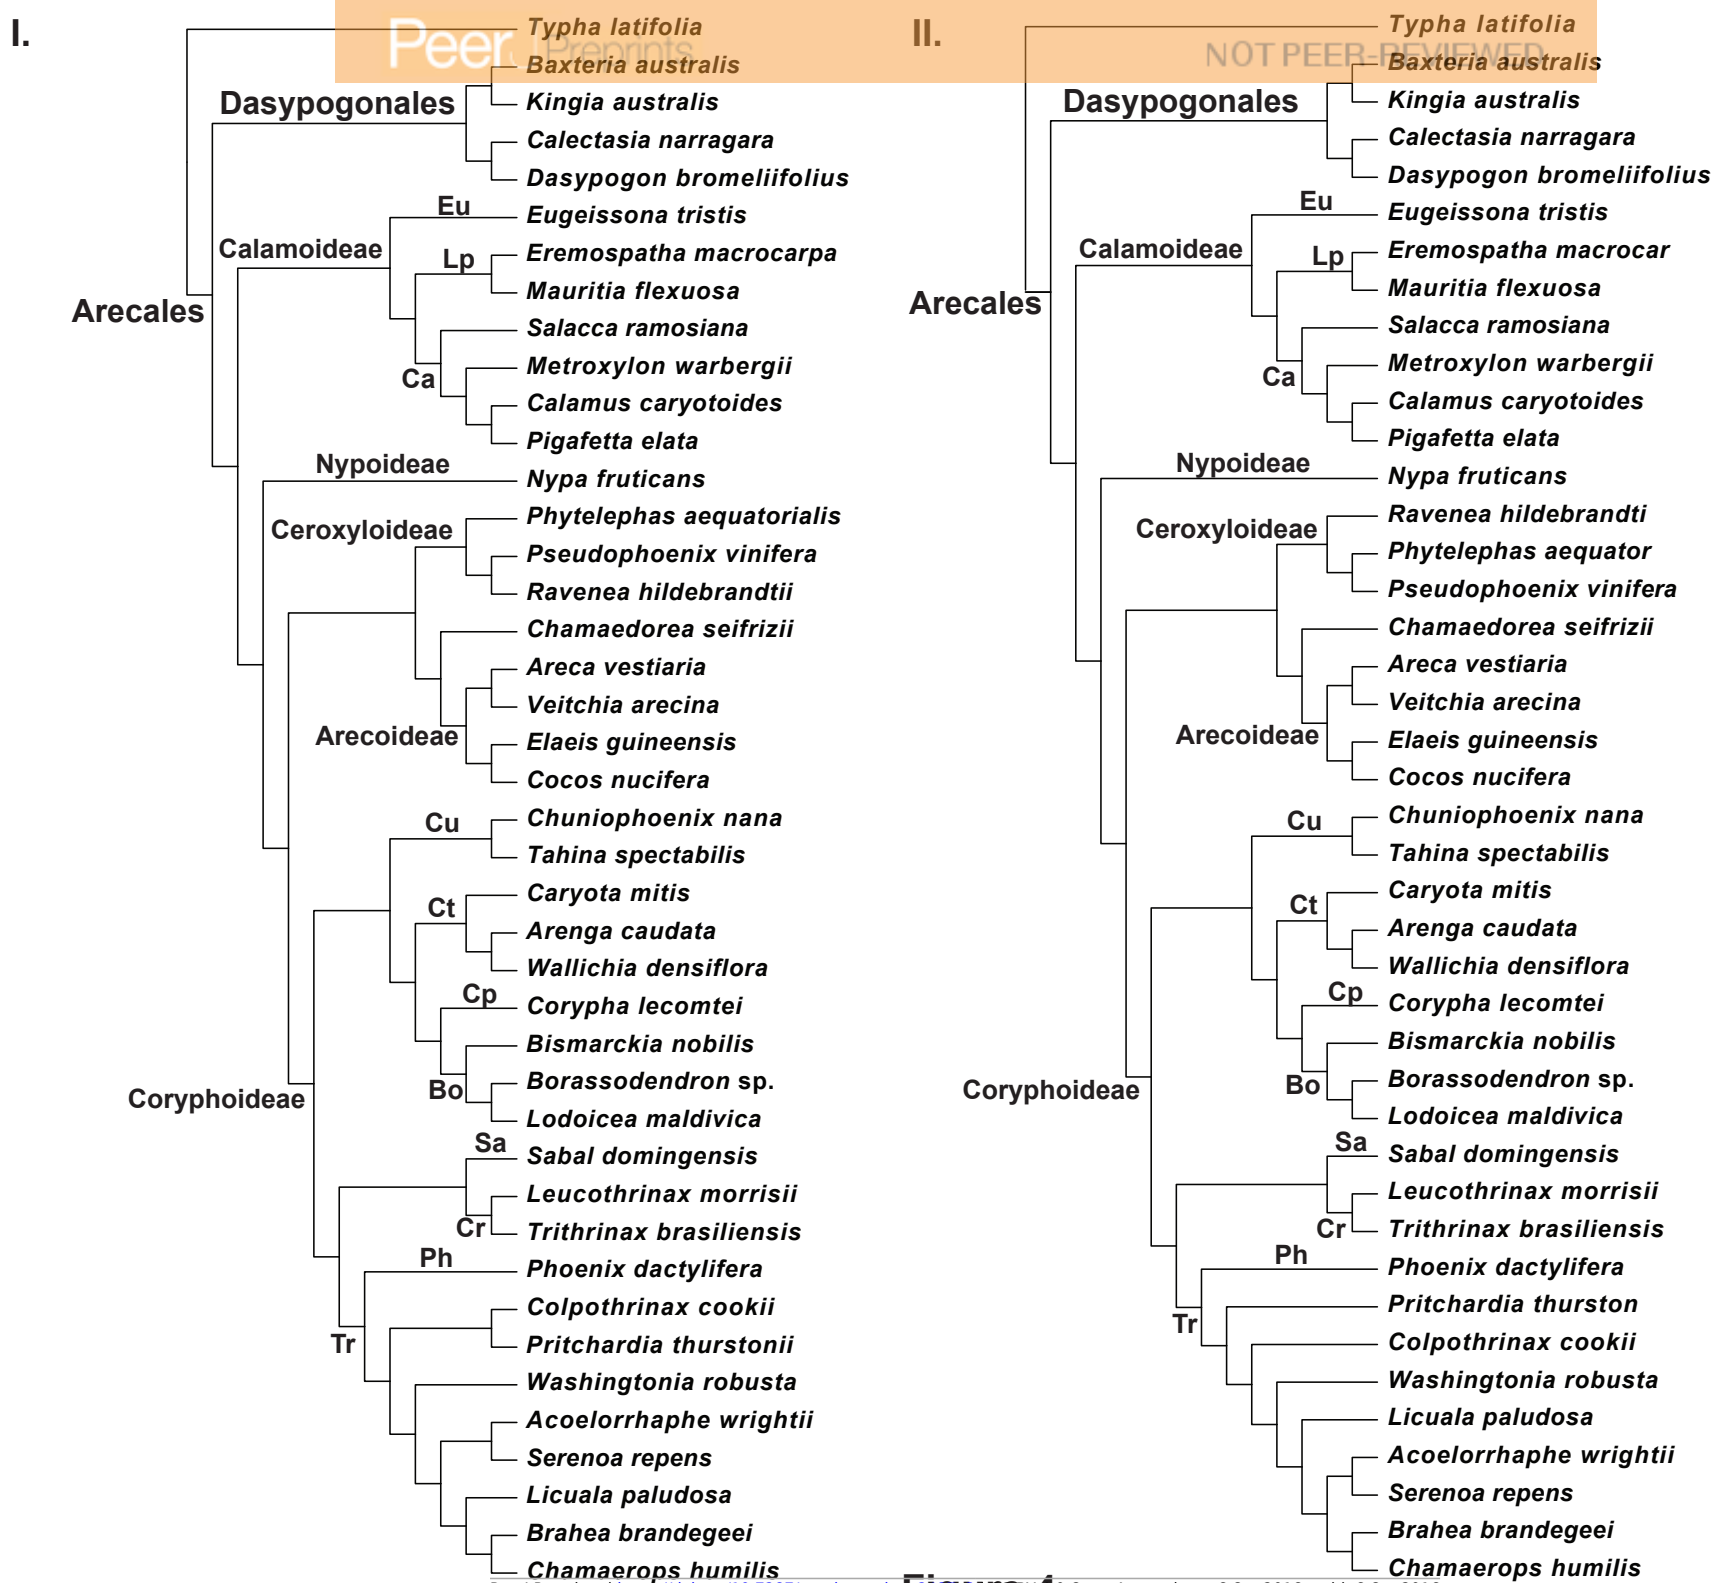 I.
PeerJ Preprints
Typha latifolia
Baxteria australis
Dasypogonales
Kingia australis
Calectasia narragara
Dasypogon bromeliifolius
Eu
Eugeissona tristis
Calamoideae
Lp
Eremospatha macrocarpa
Mauritia flexuosa
Arecales
Salacca ramosiana
Metroxylon warbergii
Ca
Calamus caryotoides
Pigafetta elata
Nypoideae
Nypa fruticans
Phytelephas aequatorialis
Ceroxyloideae
Pseudophoenix vinifera
Ravenea hildebrandtii
Chamaedorea seifrizii
Areca vestiaria
Veitchia arecina
Arecoideae
Elaeis guineensis
Cocos nucifera
Cu
Chuniophoenix nana
Tahina spectabilis
Caryota mitis
Ct
Arenga caudata
Wallichia densiflora
Cp
Corypha lecomtei
Bismarckia nobilis
Borassodendron sp.
Bo
Coryphoideae
Lodoicea maldivica
Sa
Sabal domingensis
Leucothrinax morrisii
Cr
Trithrinax brasiliensis
Ph
Phoenix dactylifera
Colpothrinax cookii
Tr
Pritchardia thurstonii
Washingtonia robusta
Acoelorrhaphe wrightii
Serenoa repens
Licuala paludosa
Brahea brandegeei
Chamaerops humilis
II.
NOT PEER-REVIEWED
Typha latifolia
Baxteria australis
Dasypogonales
Kingia australis
Calectasia narragara
Dasypogon bromeliifolius
Eu
Eugeissona tristis
Calamoideae
Lp
Eremospatha macrocar
Mauritia flexuosa
Arecales
Salacca ramosiana
Metroxylon warbergii
Ca
Calamus caryotoides
Pigafetta elata
Nypoideae
Nypa fruticans
Ravenea hildebrandti
Ceroxyloideae
Phytelephas aequator
Pseudophoenix vinifera
Chamaedorea seifrizii
Areca vestiaria
Veitchia arecina
Arecoideae
Elaeis guineensis
Cocos nucifera
Cu
Chuniophoenix nana
Tahina spectabilis
Caryota mitis
Ct
Arenga caudata
Wallichia densiflora
Cp
Corypha lecomtei
Bismarckia nobilis
Borassodendron sp.
Bo
Coryphoideae
Lodoicea maldivica
Sa
Sabal domingensis
Leucothrinax morrisii
Cr
Trithrinax brasiliensis
Ph
Phoenix dactylifera
Pritchardia thurston
Tr
Colpothrinax cookii
Washingtonia robusta
Licuala paludosa
Acoelorrhaphe wrightii
Serenoa repens
Brahea brandegeei
Chamaerops humilis